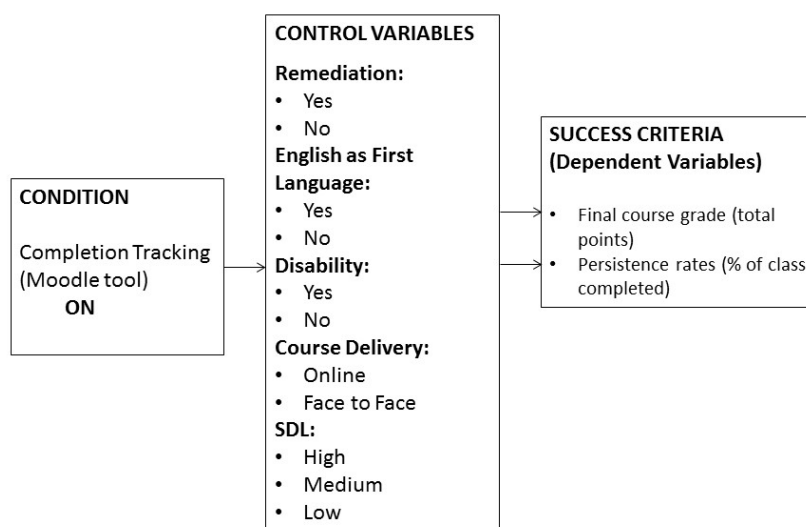 CONDITION
Completion Tracking
(Moodle tool)
ON
CONTROL VARIABLES
Remediation:
• Yes
• No
English as First
Language:
• Yes
• No
Disability:
• Yes
• No
Course Delivery:
• Online
• Face to Face
SDL:
• High
• Medium
• Low
SUCCESS CRITERIA
(Dependent Variables)
• Final course grade (total
points)
• Persistence rates (% of class
completed)